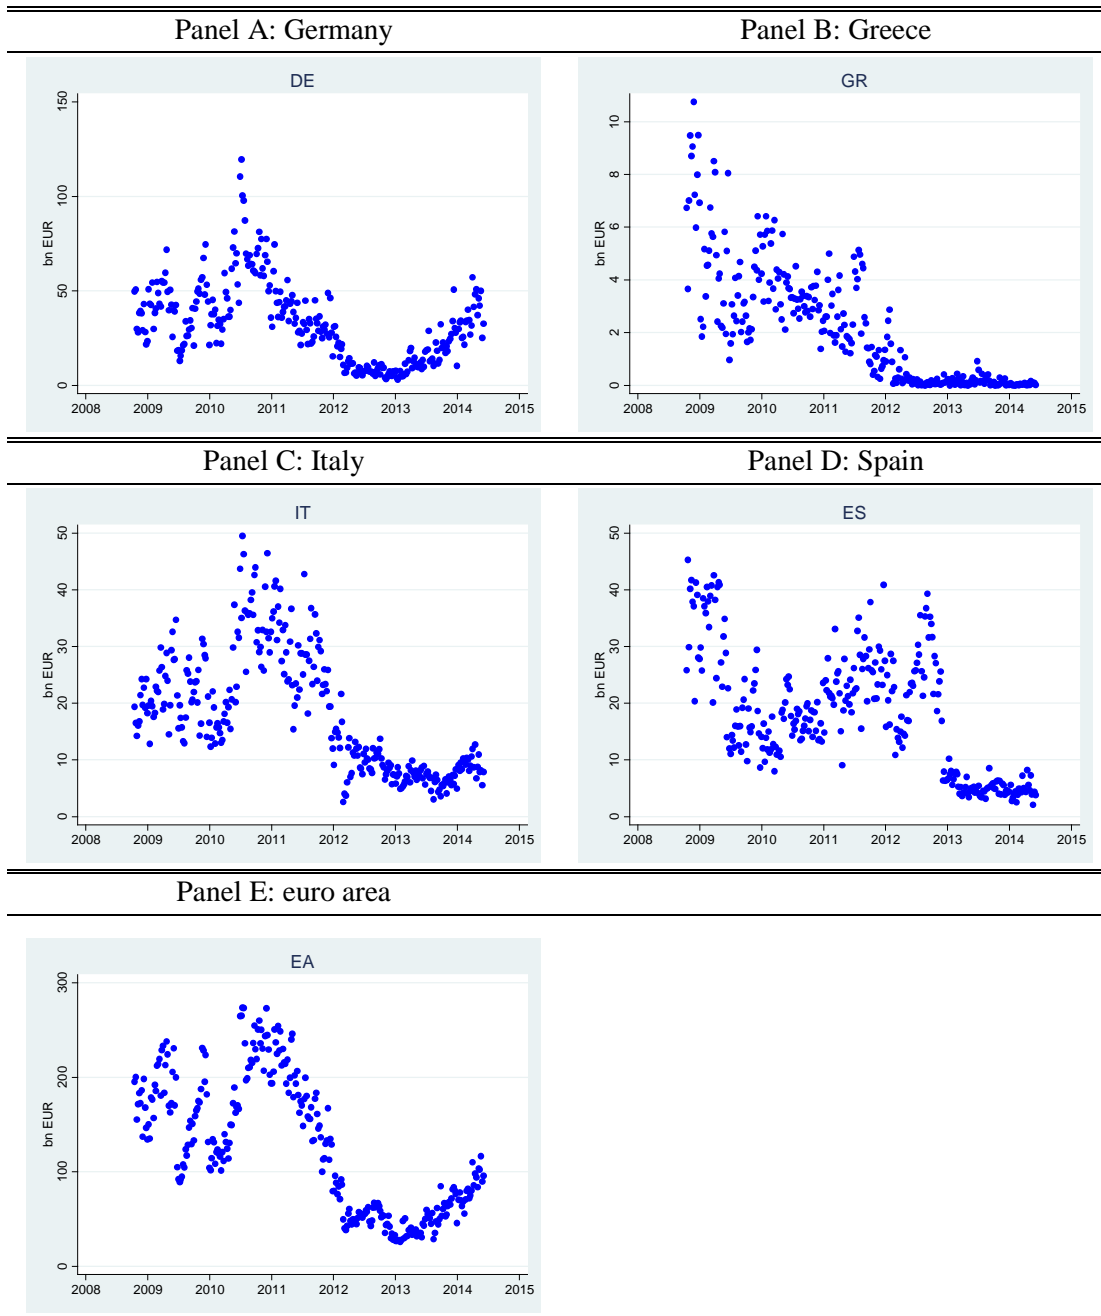 Panel A: Germany
Panel B: Greece
DE
bn EUR
150
100
50
0
2008 2009 2010 2011 2012 2013 2014 2015
GR
bn EUR
10
8
6
4
2
0
2008 2009 2010 2011 2012 2013 2014 2015
Panel C: Italy
Panel D: Spain
IT
bn EUR
50
40
30
20
10
0
2008 2009 2010 2011 2012 2013 2014 2015
ES
bn EUR
50
40
30
20
10
0
2008 2009 2010 2011 2012 2013 2014 2015
Panel E: euro area
EA
bn EUR
300
200
100
0
2008 2009 2010 2011 2012 2013 2014 2015